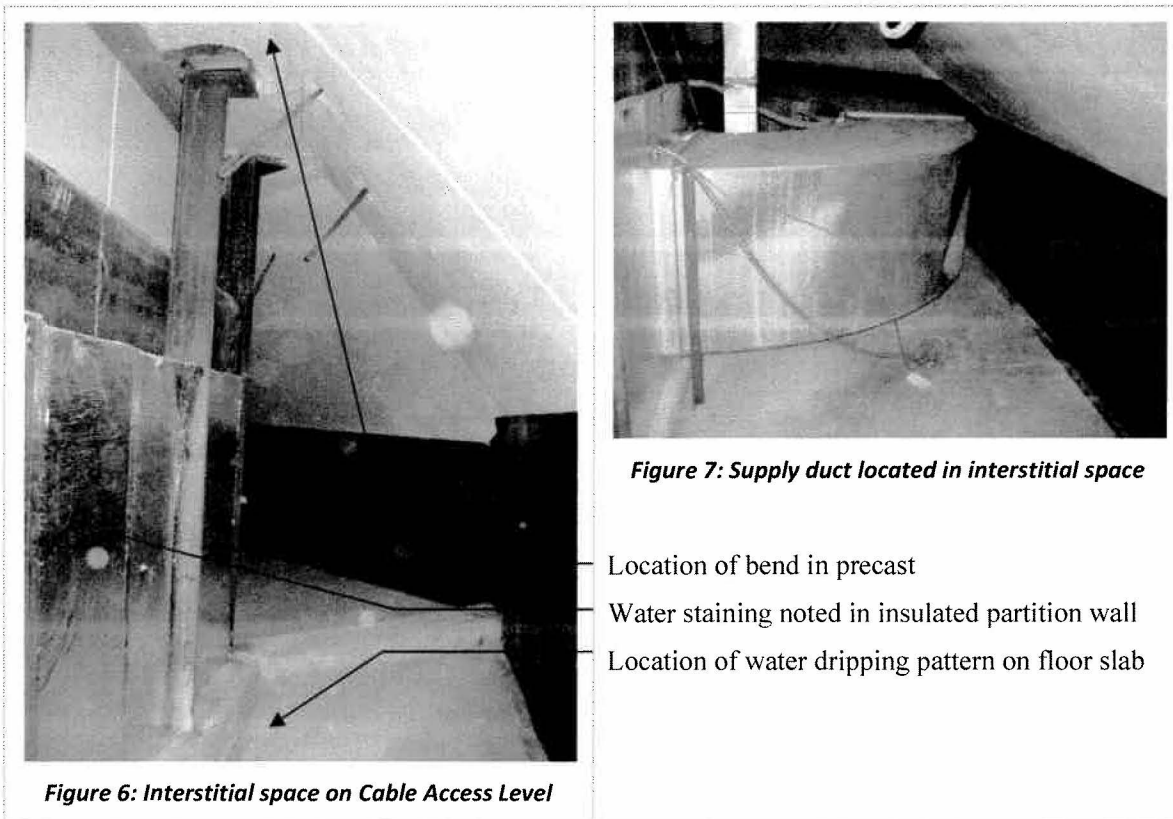 Figure 7: Supply duct located in interstitial space
Location of bend in precast
Water staining noted in insulated partition wall
Location of water dripping pattern on floor slab
Figure 6: Interstitial space on Cable Access Level